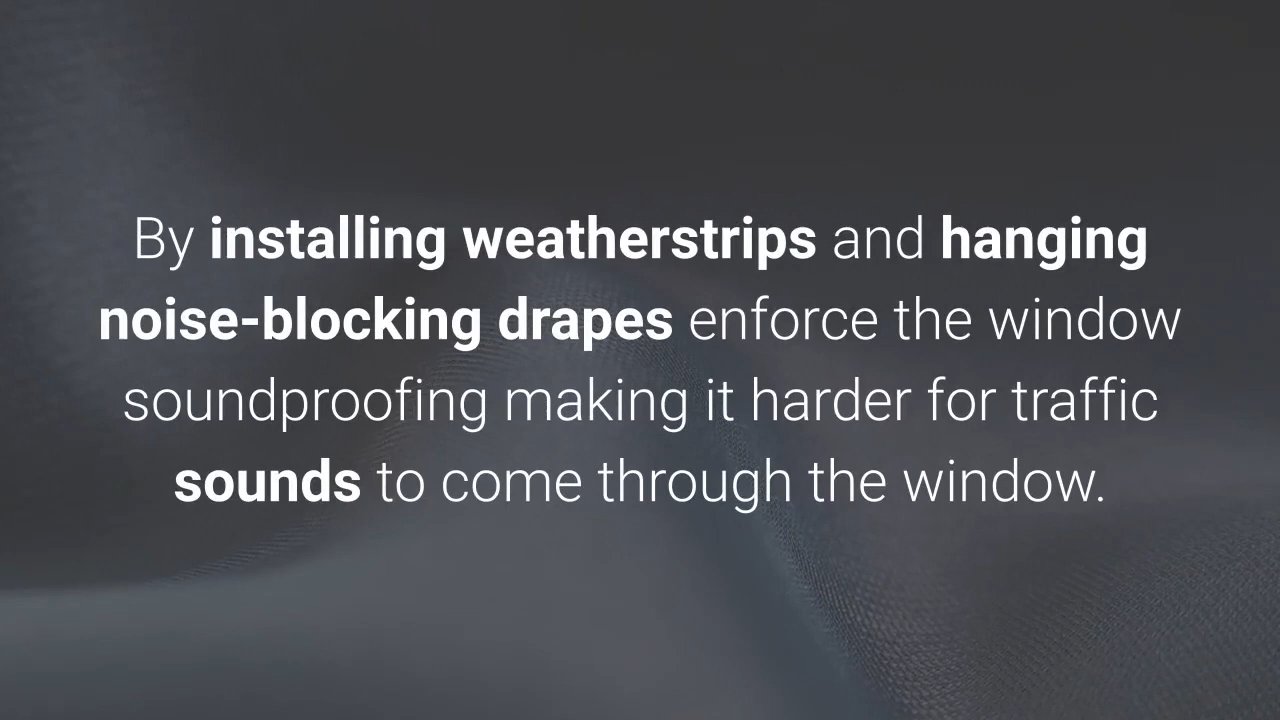 By installing weatherstrips and hanging
noise-blocking drapes enforce the window
soundproofing making it harder for traffic
sounds to come through the window.